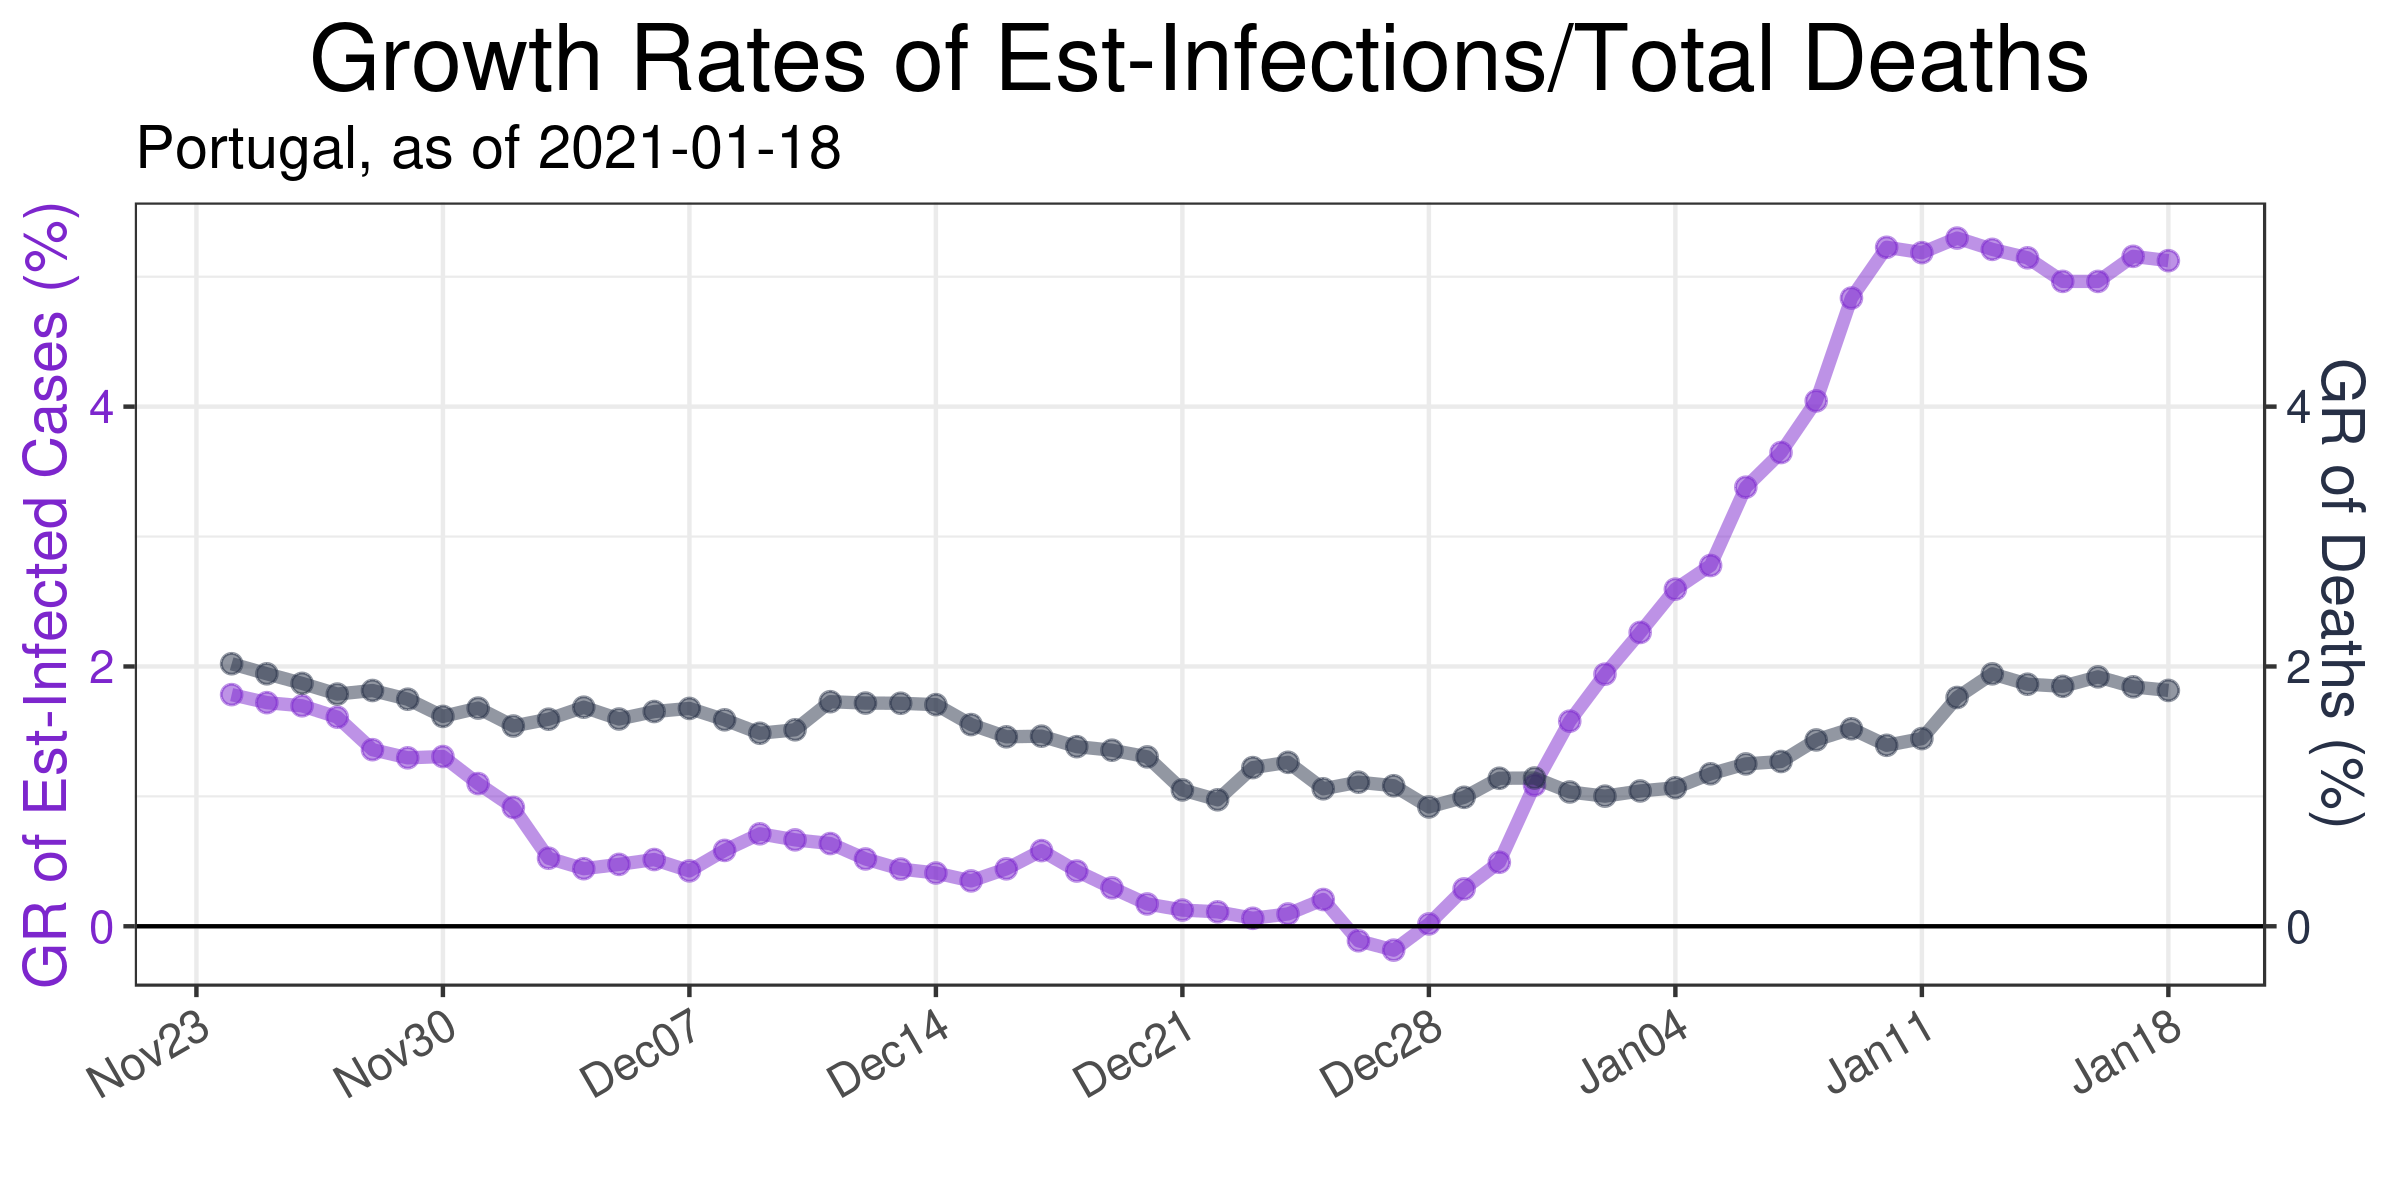 Growth Rates of Est-Infections/Total Deaths
Portugal, as of 2021-01-18
GR of Est-Infected Cases (%)
4
2
0
4
2
0
GR of Deaths (%)
Nov23
Nov30
Dec07
Dec14
Dec21
Dec28
Jan04
Jan11
Jan18